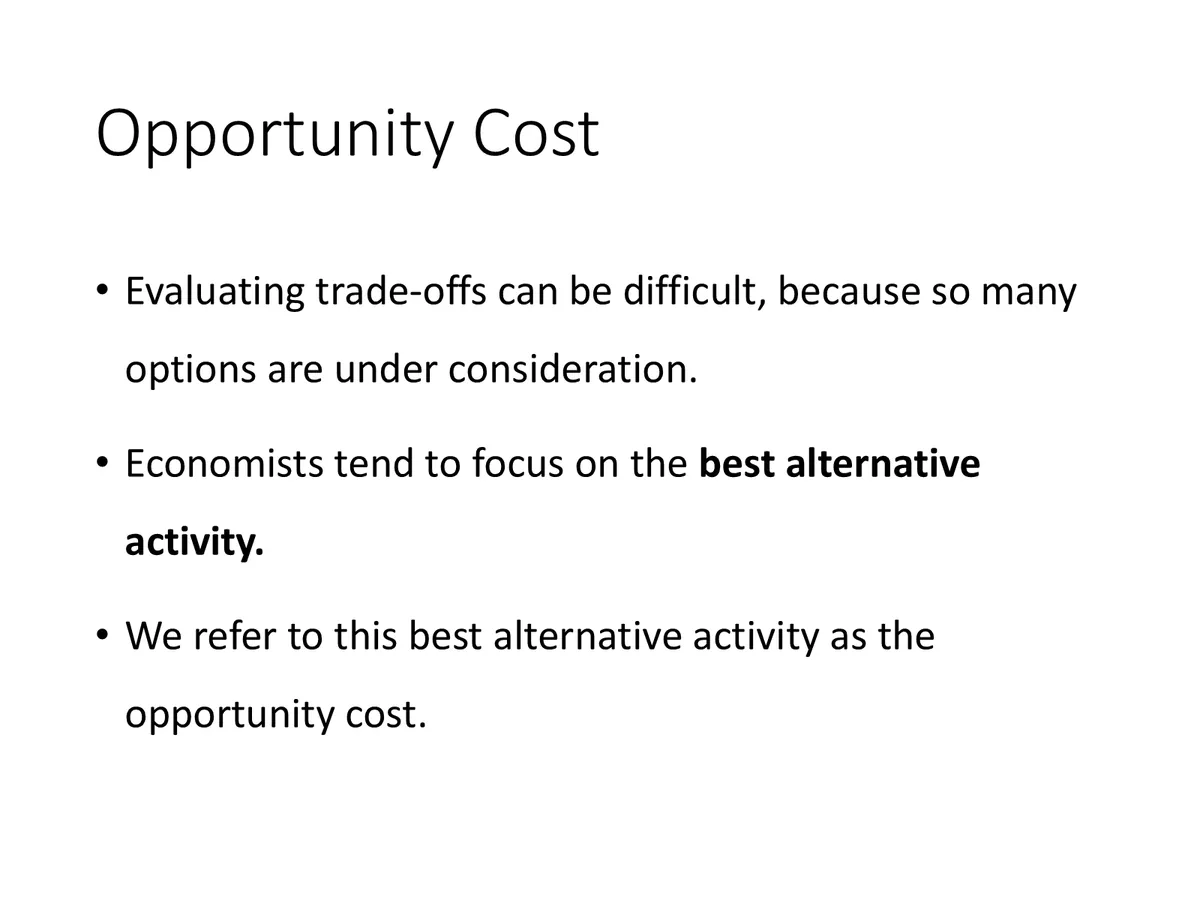 Opportunity Cost
• Evaluating trade-offs can be difficult, because so many
options are under consideration.
• Economists tend to focus on the best alternative
activity.
• We refer to this best alternative activity as the
opportunity cost.